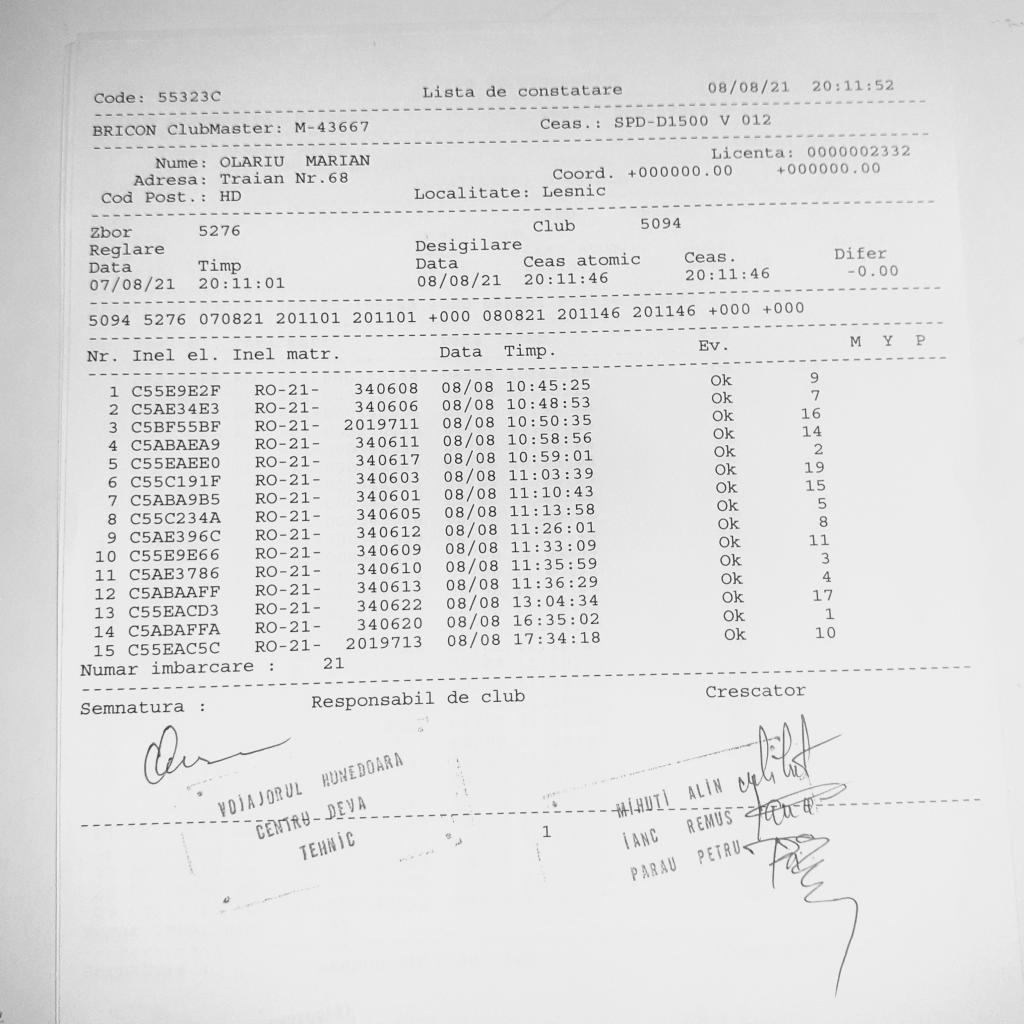 Code: 55323C Lista de constatare 08/08/21 20:11:52
BRICON ClubMaster: M-43667 Ceas.: SPD-D1500 V 012
Nume: OLARIU MARIAN Licenta: 0000002332
Adresa: Traian Nr.68 Coord. +000000.00 +000000.00
Cod Post.: HD Localitate: Lesnic
Zbor 5276 Club 5094
Reglare Desigilare
Data Timp Data Ceas atomic Ceas. Difer
07/08/21 20:11:01 08/08/21 20:11:46 20:11:46 -0.00
5094 5276 070821 201101 201101 +000 080821 201146 201146 +000 +000
Nr. Inel el. Inel matr. Data Timp. Ev. M Y P
1 C55E9E2F RO-21- 340608 08/08 10:45:25 Ok 9
2 C5AE34E3 RO-21- 340606 08/08 10:48:53 Ok 7
3 C5BF55BF RO-21- 2019711 08/08 10:50:35 Ok 16
4 C5ABAEA9 RO-21- 340611 08/08 10:58:56 Ok 14
5 C55EAEE0 RO-21- 340617 08/08 10:59:01 Ok 2
6 C55C191F RO-21- 340603 08/08 11:03:39 Ok 19
7 C5ABA9B5 RO-21- 340601 08/08 11:10:43 Ok 15
8 C55C234A RO-21- 340605 08/08 11:13:58 Ok 5
9 C5AE396C RO-21- 340612 08/08 11:26:01 Ok 8
10 C55E9E66 RO-21- 340609 08/08 11:33:09 Ok 11
11 C5AE3786 RO-21- 340610 08/08 11:35:59 Ok 3
12 C5ABAAFF RO-21- 340613 08/08 11:36:29 Ok 4
13 C55EACD3 RO-21- 340622 08/08 13:04:34 Ok 17
14 C5ABAFFA RO-21- 340620 08/08 16:35:02 Ok 1
15 C55EAC5C RO-21- 2019713 08/08 17:34:18 Ok 10
Numar imbarcare : 21
Semnatura : Responsabil de club Crescator
VOIAJORUL HUNEDOARA
CENTRU DEVA
TEHNIC
MIHUTI ALIN
IANC REMUS
PARAU PETRU
1